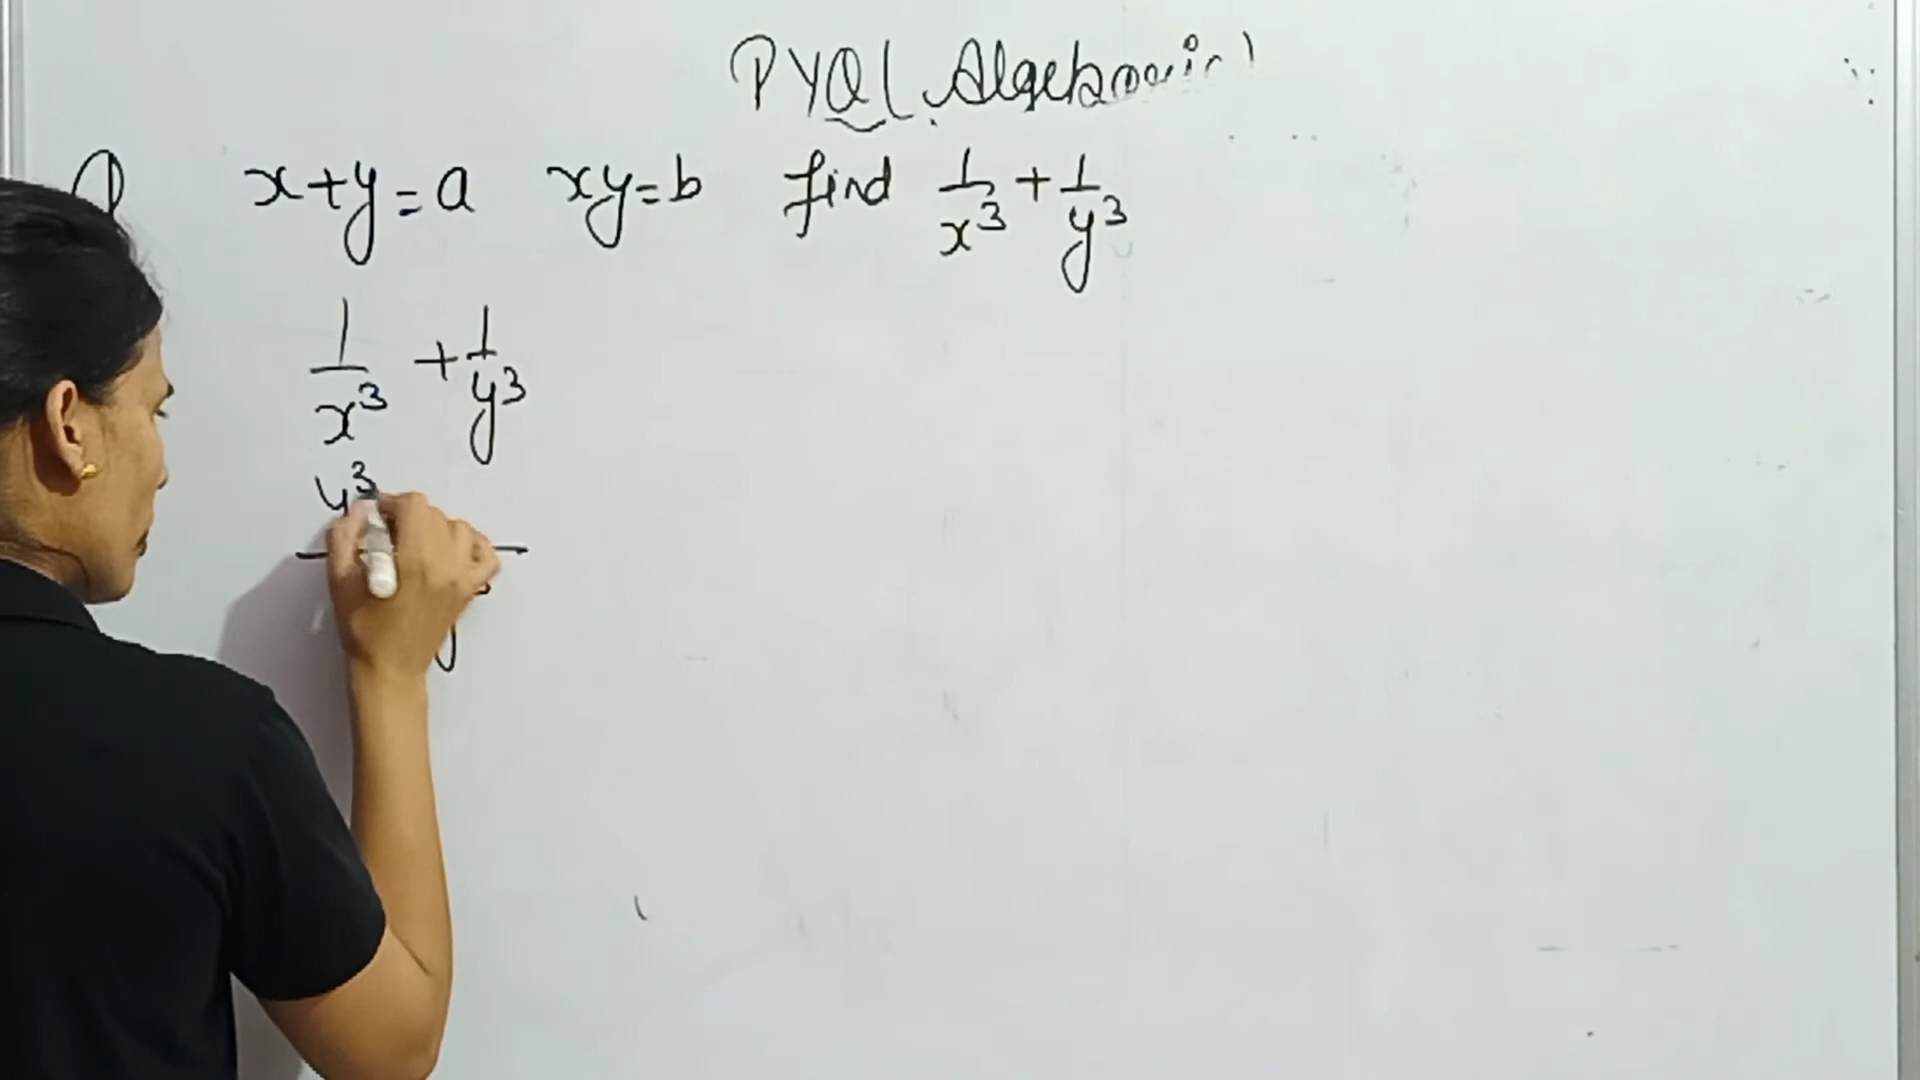 PYQ( Algebraic)
Q x+y=a xy=b find 1/x³ + 1/y³
1/x³ + 1/y³
y³